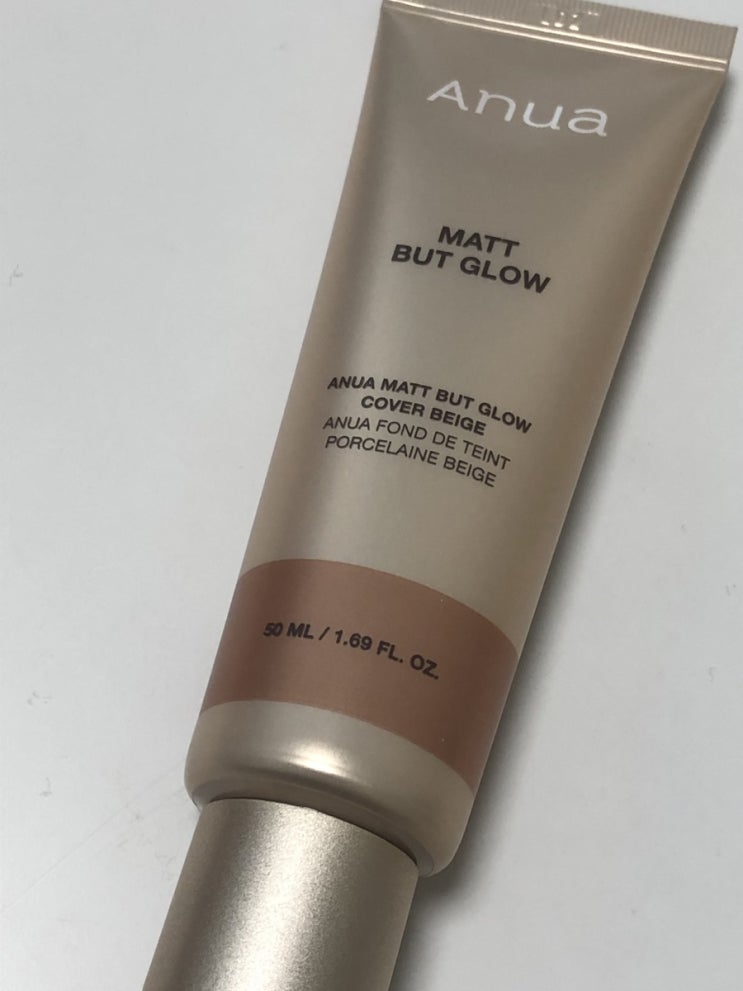 Anua
MATT
BUT GLOW
ANUA MATT BUT GLOW
COVER BEIGE
ANUA FOND DE TEINT
PORCELAINE BEIGE
50 ML / 1.69 FL. OZ.